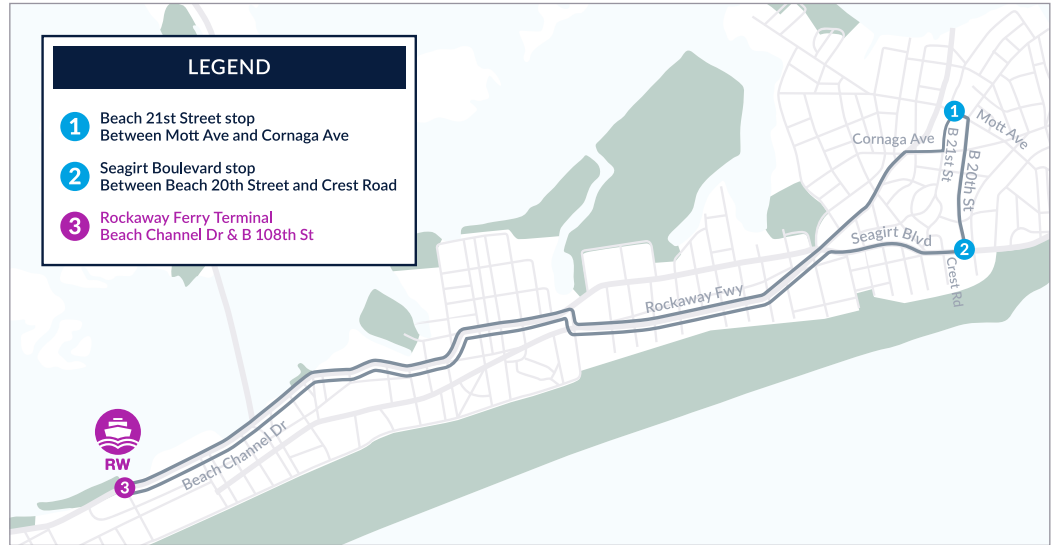 LEGEND
1
Beach 21st Street stop
Between Mott Ave and Cornaga Ave
2
Seagirt Boulevard stop
Between Beach 20th Street and Crest Road
3
Rockaway Ferry Terminal
Beach Channel Dr & B 108th St
1
Mott Ave
Cornaga Ave
B 21st St
B 20th St
Seagirt Blvd
2
Crest Rd
Rockaway Fwy
Beach Channel Dr
RW
3